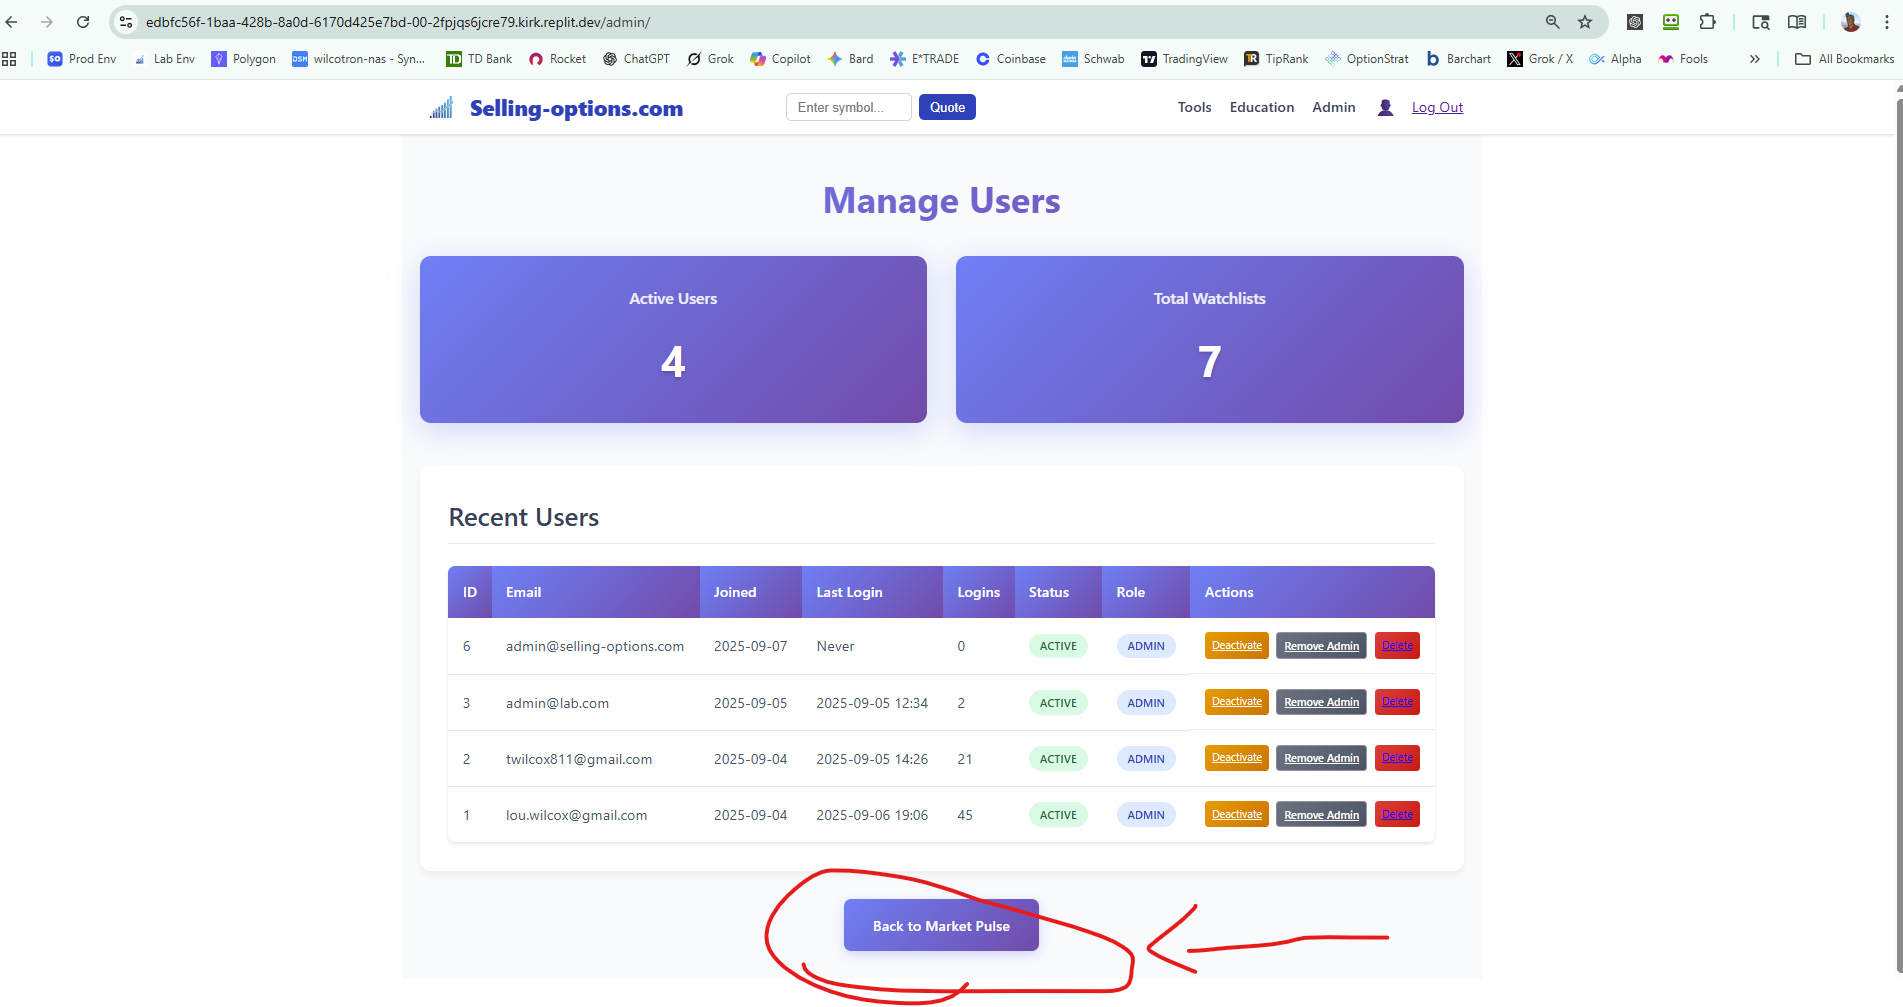 edbfc56f-1baa-428b-8a0d-6170d425e7bd-00-2fpjqs6jcre79.kirk.replit.dev/admin/
Prod Env Lab Env Polygon wilcotron-nas - Syn... TD Bank Rocket ChatGPT Grok Copilot Bard E*TRADE Coinbase Schwab TradingView TipRank OptionStrat Barchart Grok / X Alpha Fools » All Bookmarks
Selling-options.com Enter symbol... Quote Tools Education Admin Log Out
Manage Users
Active Users Total Watchlists
4 7
Recent Users
ID Email Joined Last Login Logins Status Role Actions
6 admin@selling-options.com 2025-09-07 Never 0 ACTIVE ADMIN Deactivate Remove Admin Delete
3 admin@lab.com 2025-09-05 2025-09-05 12:34 2 ACTIVE ADMIN Deactivate Remove Admin Delete
2 twilcox811@gmail.com 2025-09-04 2025-09-05 14:26 21 ACTIVE ADMIN Deactivate Remove Admin Delete
1 lou.wilcox@gmail.com 2025-09-04 2025-09-06 19:06 45 ACTIVE ADMIN Deactivate Remove Admin Delete
Back to Market Pulse